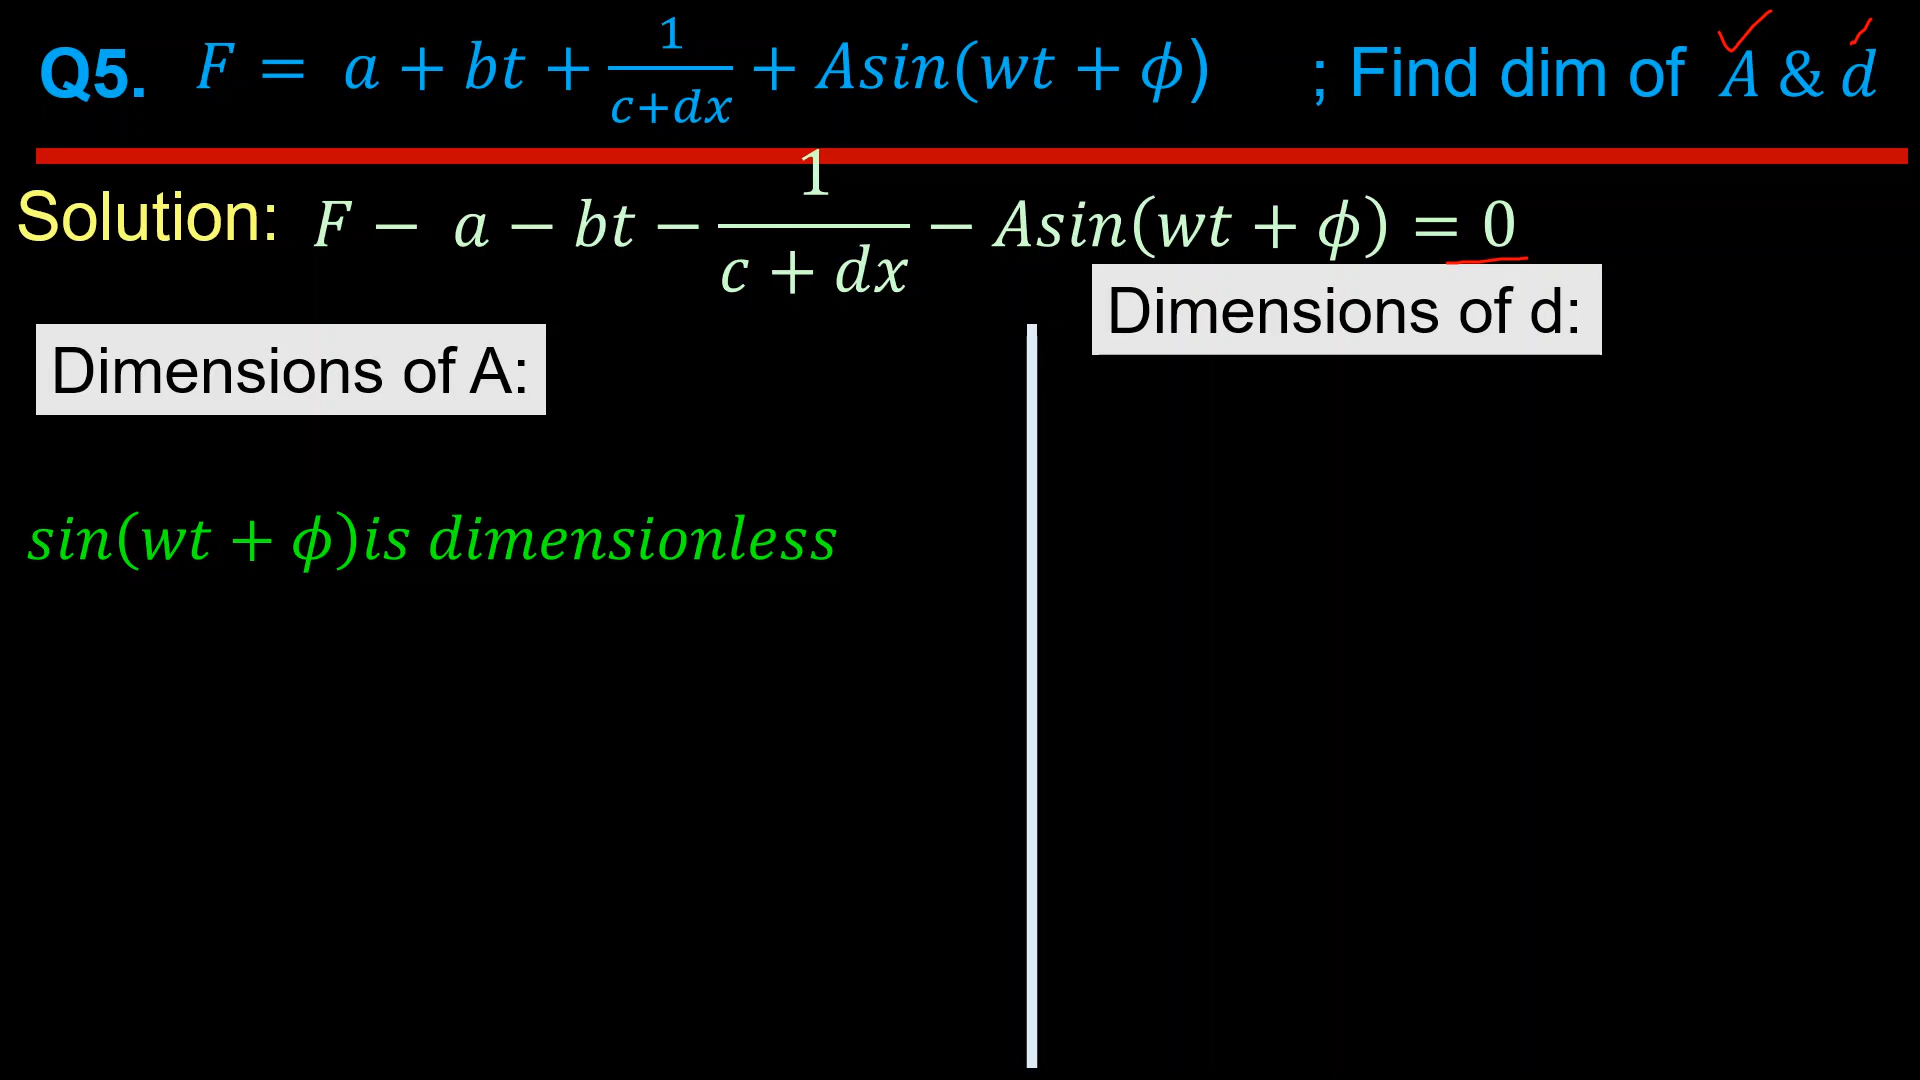 Q5. F = a + bt + 1/(c+dx) + Asin(wt + ϕ) ; Find dim of A & d
Solution: F − a − bt − 1/(c + dx) − Asin(wt + ϕ) = 0
Dimensions of d:
Dimensions of A:
sin(wt + ϕ)is dimensionless